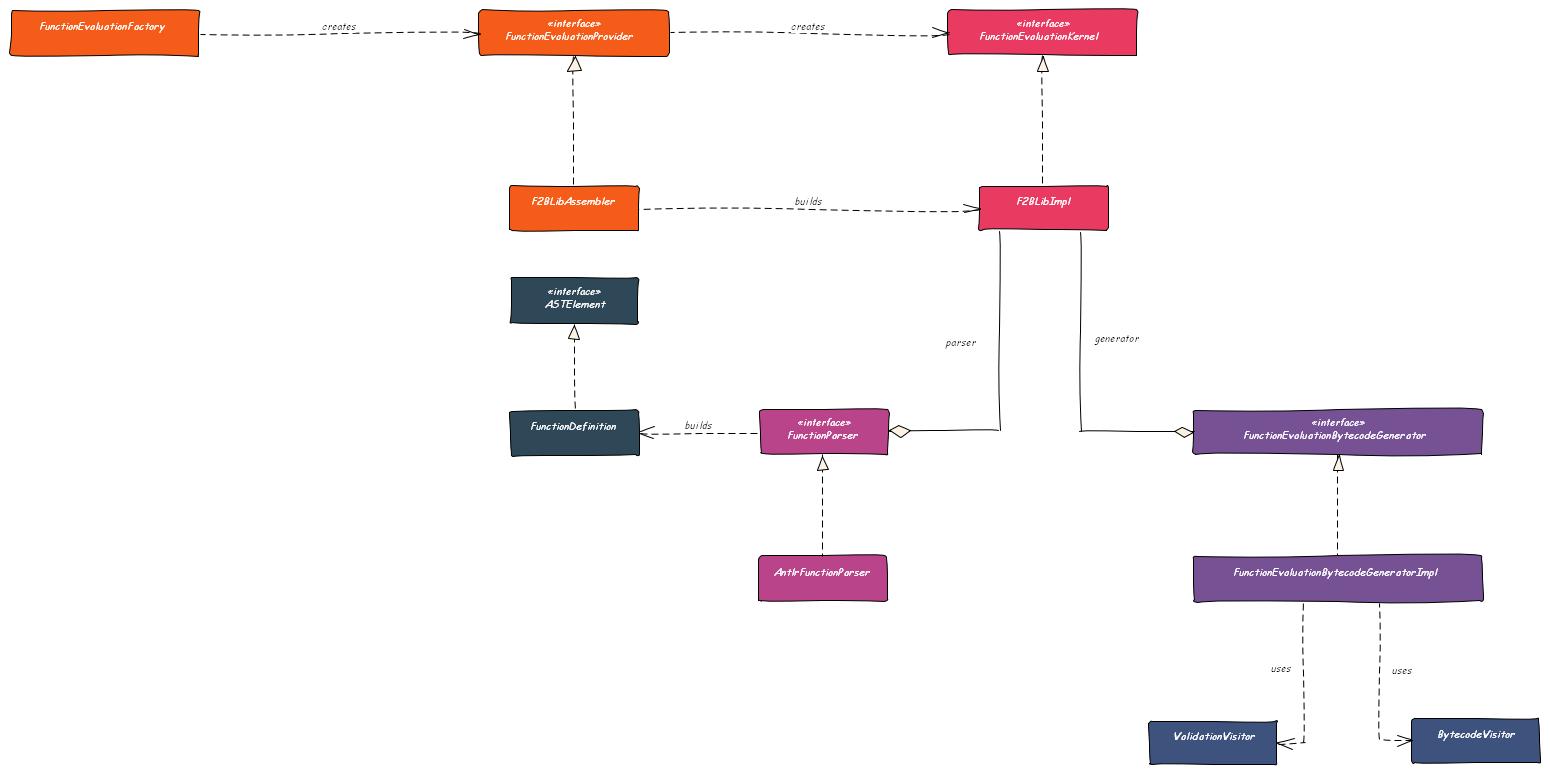 FunctionEvaluationFactory
creates
«interface»
FunctionEvaluationProvider
creates
«interface»
FunctionEvaluationKernel
F2BLibAssembler
builds
F2BLibImpl
«interface»
ASTElement
parser
generator
FunctionDefinition
builds
«interface»
FunctionParser
«interface»
FunctionEvaluationBytecodeGenerator
AntlrFunctionParser
FunctionEvaluationBytecodeGeneratorImpl
uses
uses
ValidationVisitor
BytecodeVisitor